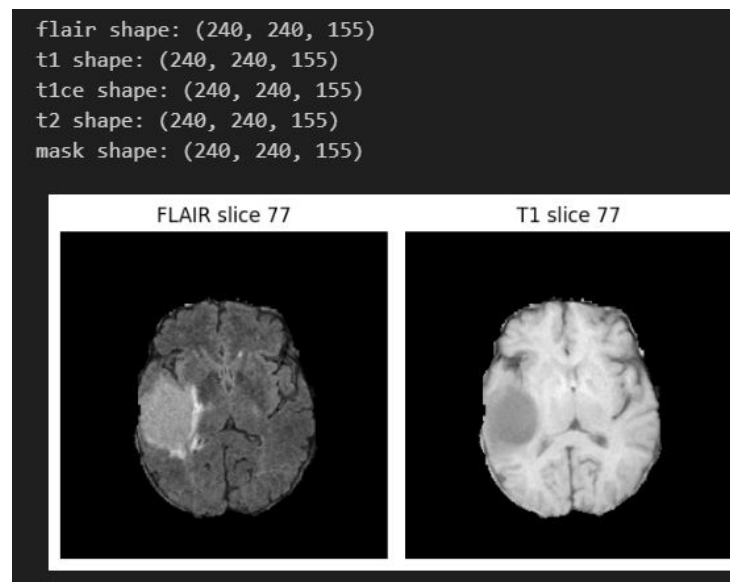 flair shape: (240, 240, 155)
t1 shape: (240, 240, 155)
t1ce shape: (240, 240, 155)
t2 shape: (240, 240, 155)
mask shape: (240, 240, 155)
FLAIR slice 77
T1 slice 77